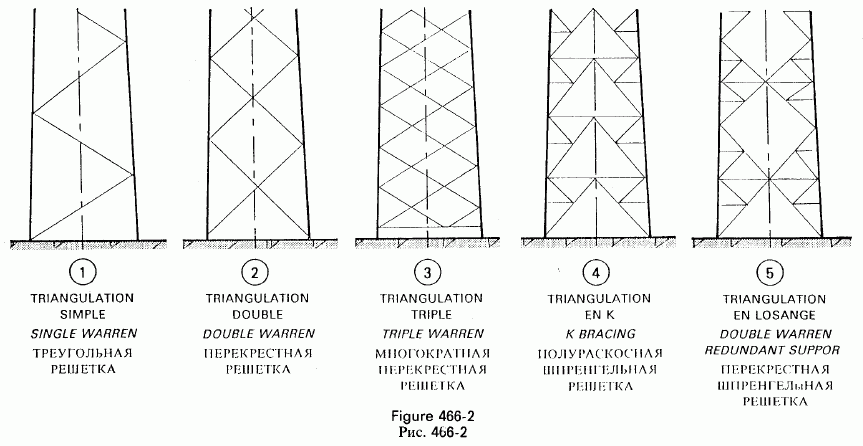 1
TRIANGULATION
SIMPLE
SINGLE WARREN
ТРЕУГОЛЬНАЯ
РЕШЕТКА
2
TRIANGULATION
DOUBLE
DOUBLE WARREN
ПЕРЕКРЕСТНАЯ
РЕШЕТКА
3
TRIANGULATION
TRIPLE
TRIPLE WARREN
МНОГОКРАТНАЯ
ПЕРЕКРЕСТНАЯ
РЕШЕТКА
4
TRIANGULATION
EN K
K BRACING
ПОЛУРАСКОСНАЯ
ШПРЕНГЕЛЬНАЯ
РЕШЕТКА
5
TRIANGULATION
EN LOSANGE
DOUBLE WARREN
REDUNDANT SUPPOR
ПЕРЕКРЕСТНАЯ
ШПРЕНГЕЛыНАЯ
РЕШЕТКА
Figure 466-2
Рис. 466-2